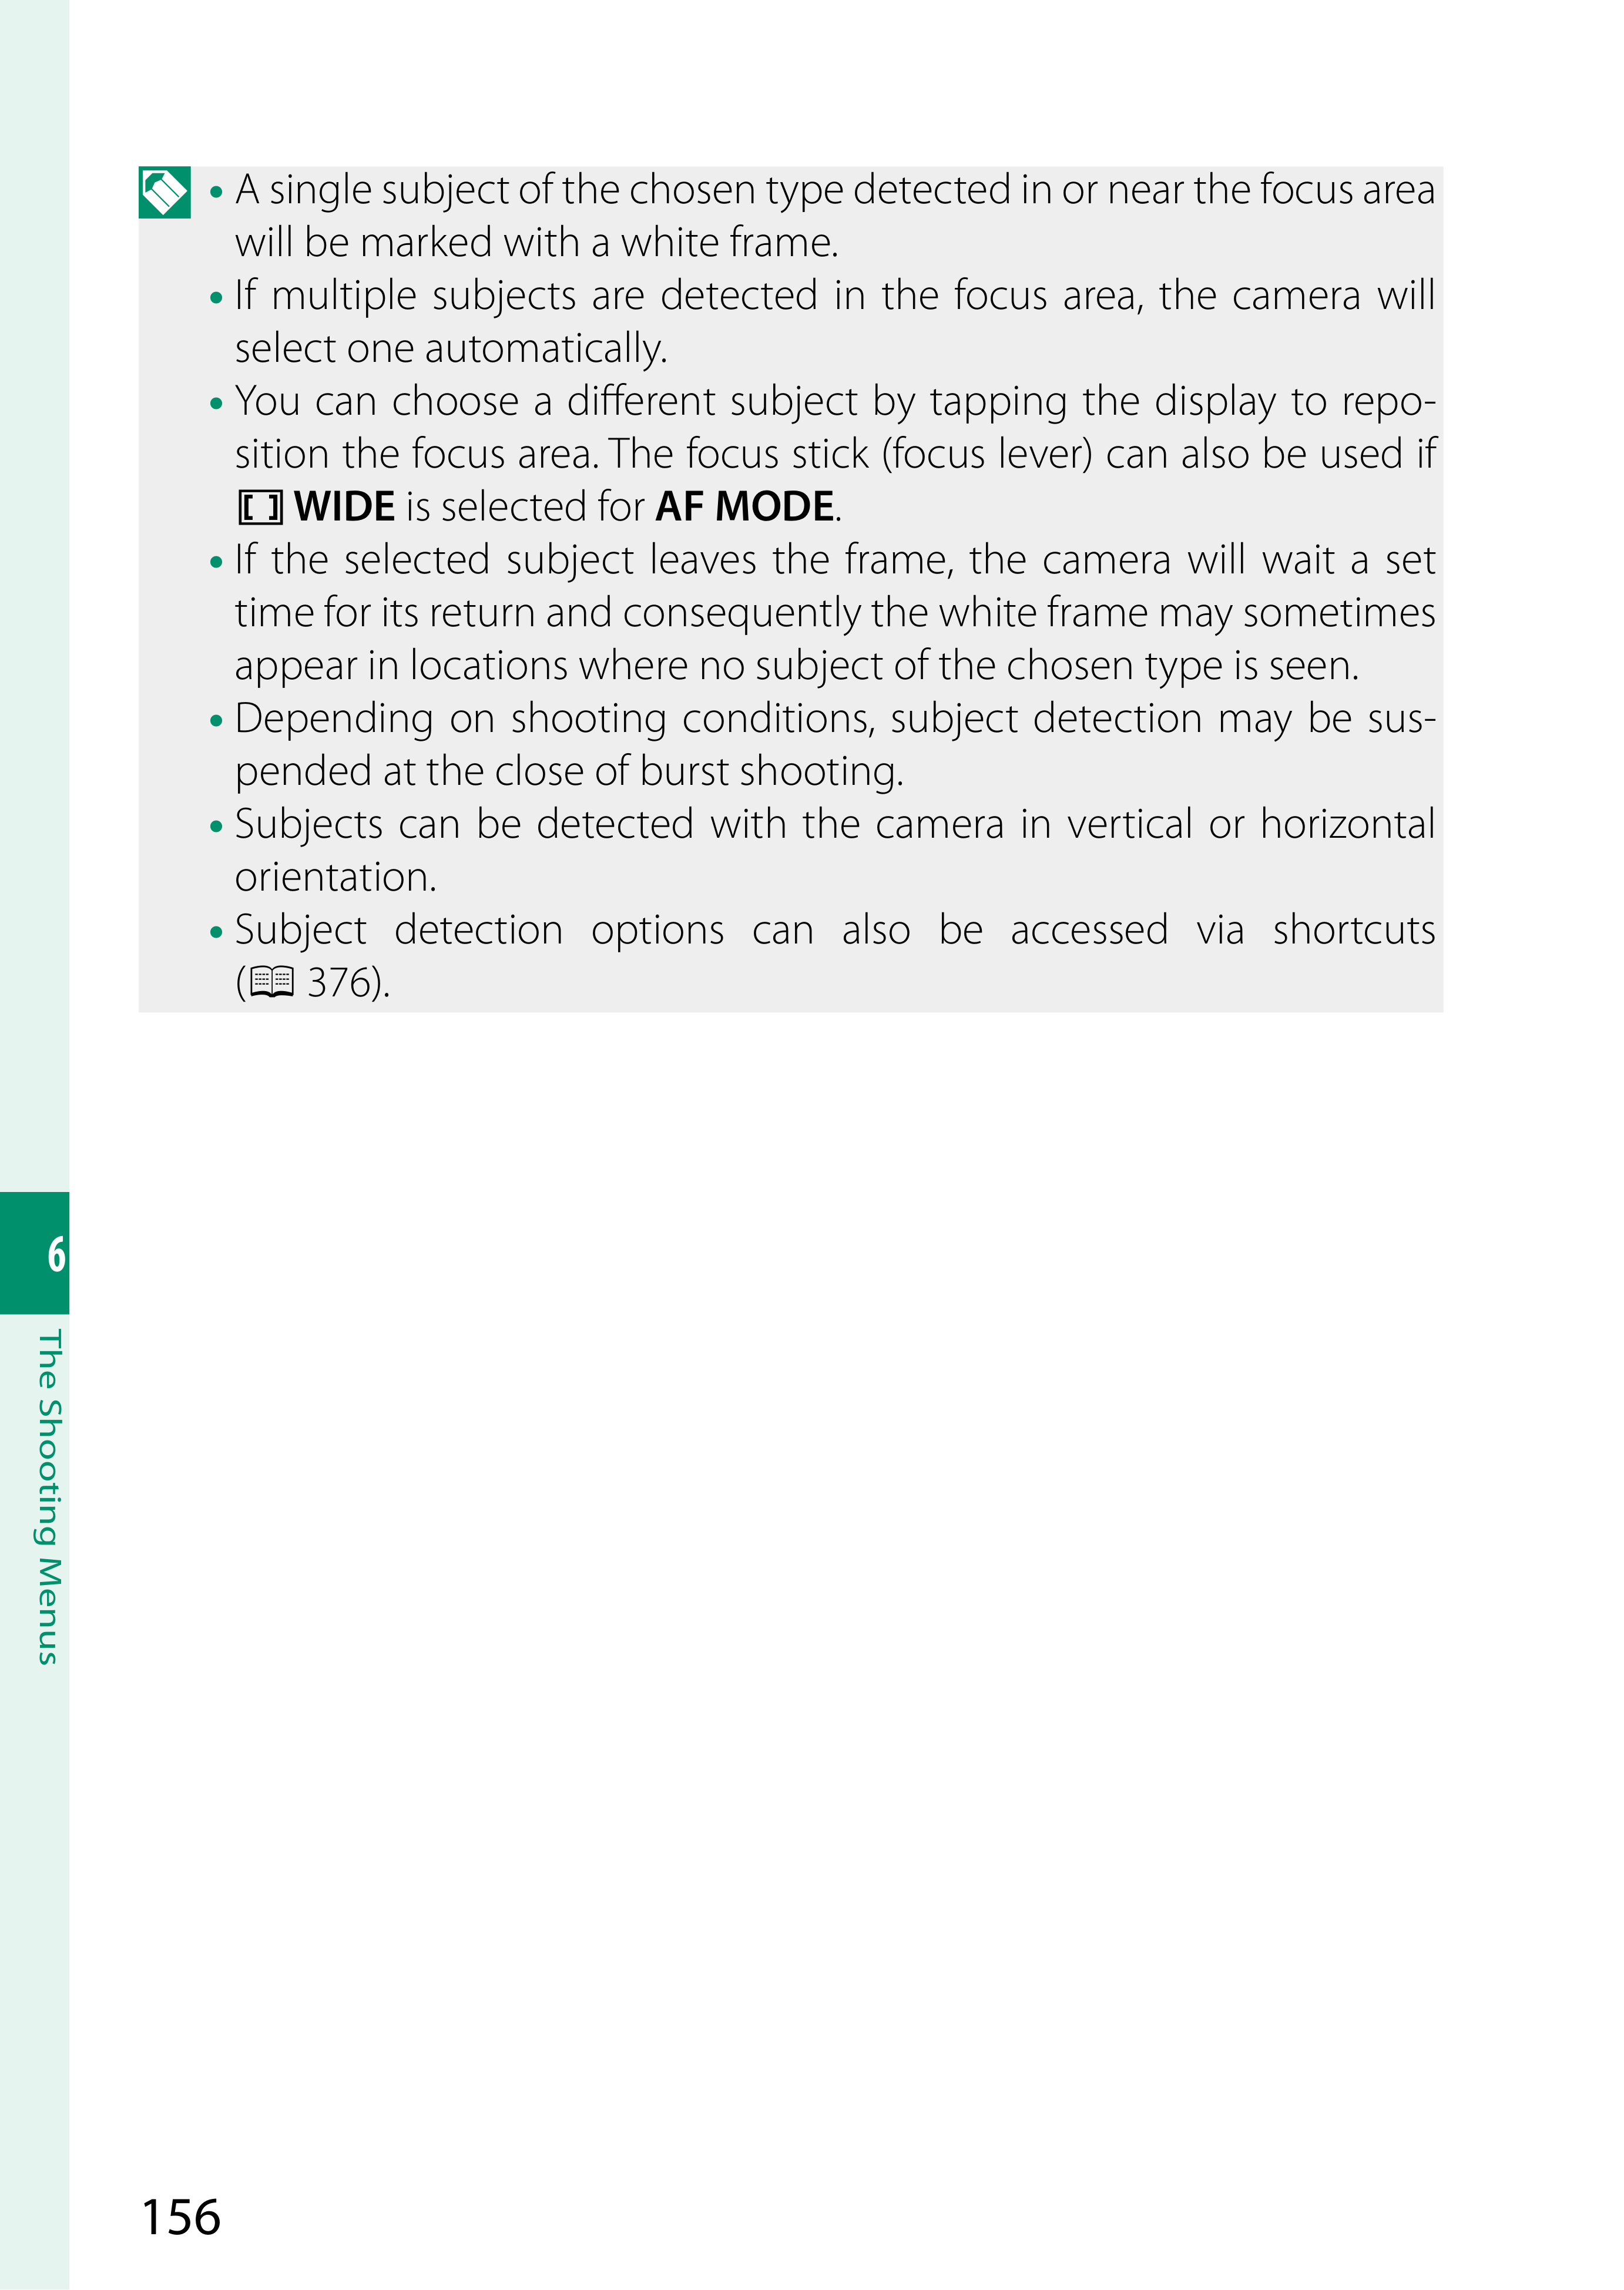 • A single subject of the chosen type detected in or near the focus area
will be marked with a white frame.
• If multiple subjects are detected in the focus area, the camera will
select one automatically.
• You can choose a different subject by tapping the display to repo-
sition the focus area. The focus stick (focus lever) can also be used if
[ ] WIDE is selected for AF MODE.
• If the selected subject leaves the frame, the camera will wait a set
time for its return and consequently the white frame may sometimes
appear in locations where no subject of the chosen type is seen.
• Depending on shooting conditions, subject detection may be sus-
pended at the close of burst shooting.
• Subjects can be detected with the camera in vertical or horizontal
orientation.
• Subject detection options can also be accessed via shortcuts
(📖 376).
6
The Shooting Menus
156